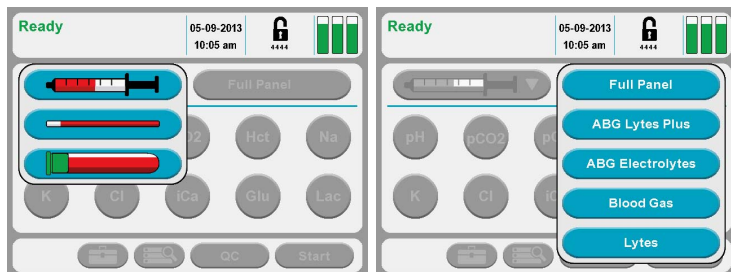 Ready
05-09-2013
10:05 am
4444
Full Panel
O2
Hct
Na
K
Cl
iCa
Glu
Lac
QC
Start
Ready
05-09-2013
10:05 am
4444
Full Panel
pH
pCO2
ABG Lytes Plus
ABG Electrolytes
K
Cl
Blood Gas
Lytes